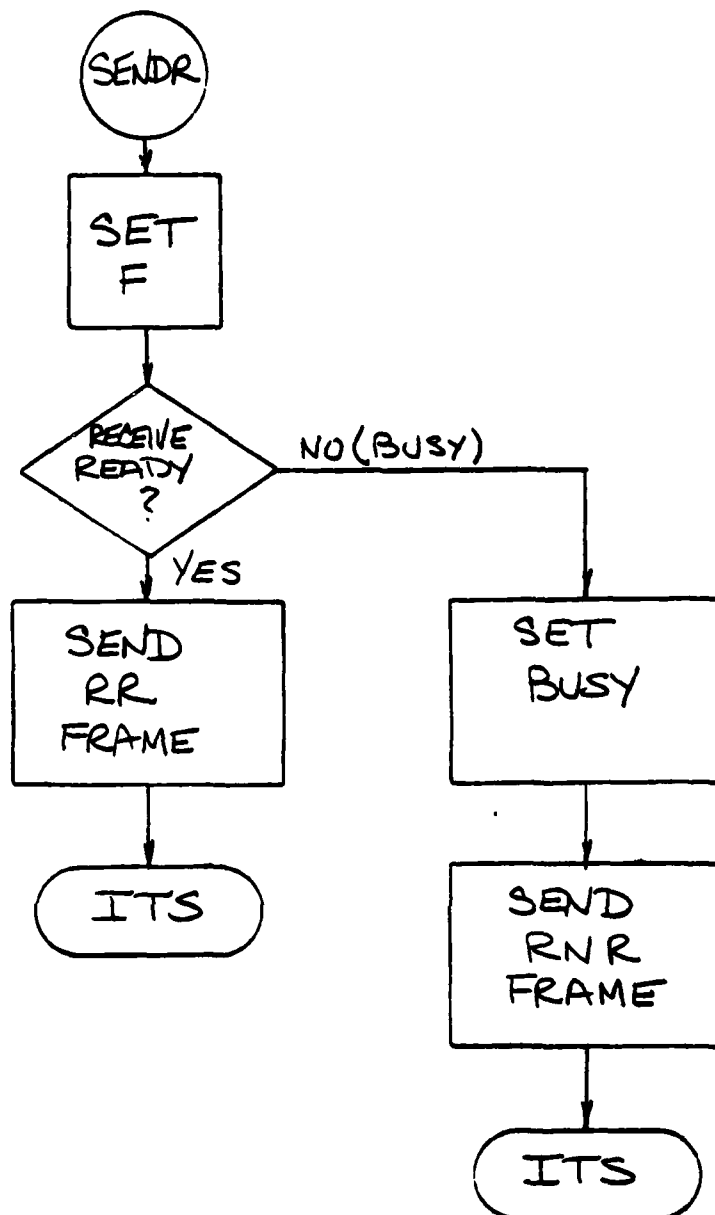 SENDR
SET
F
RECEIVE
READY
?
NO (BUSY)
YES
SEND
RR
FRAME
ITS
SET
BUSY
SEND
RNR
FRAME
ITS